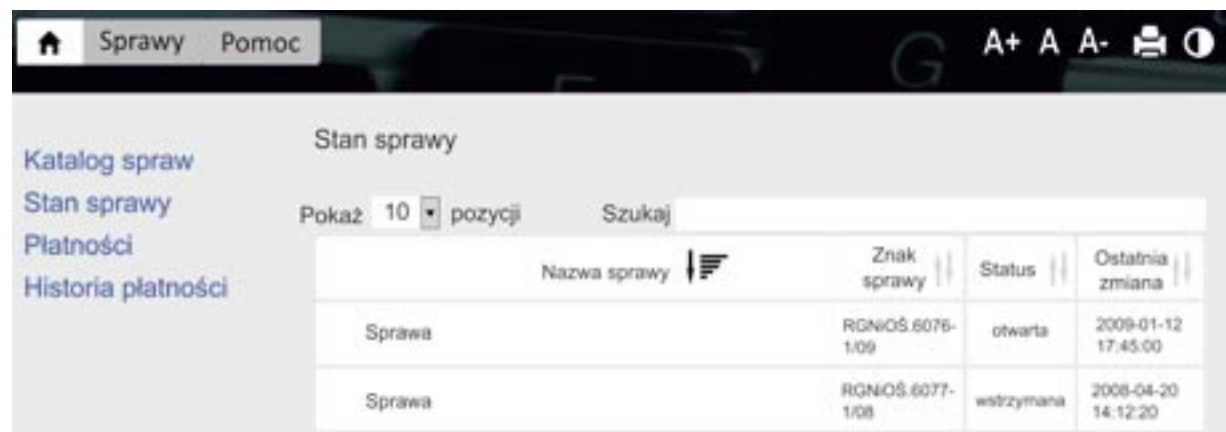 Sprawy Pomoc A+ A A-
G
Stan sprawy
Katalog spraw
Stan sprawy
Płatności
Historia płatności
Pokaż 10 pozycji Szukaj
Nazwa sprawy Znak sprawy Status Ostatnia zmiana
Sprawa RGNiOŚ.6076-1/09 otwarta 2009-01-12 17:45:00
Sprawa RGNiOŚ.6077-1/08 wstrzymana 2008-04-20 14:12:20